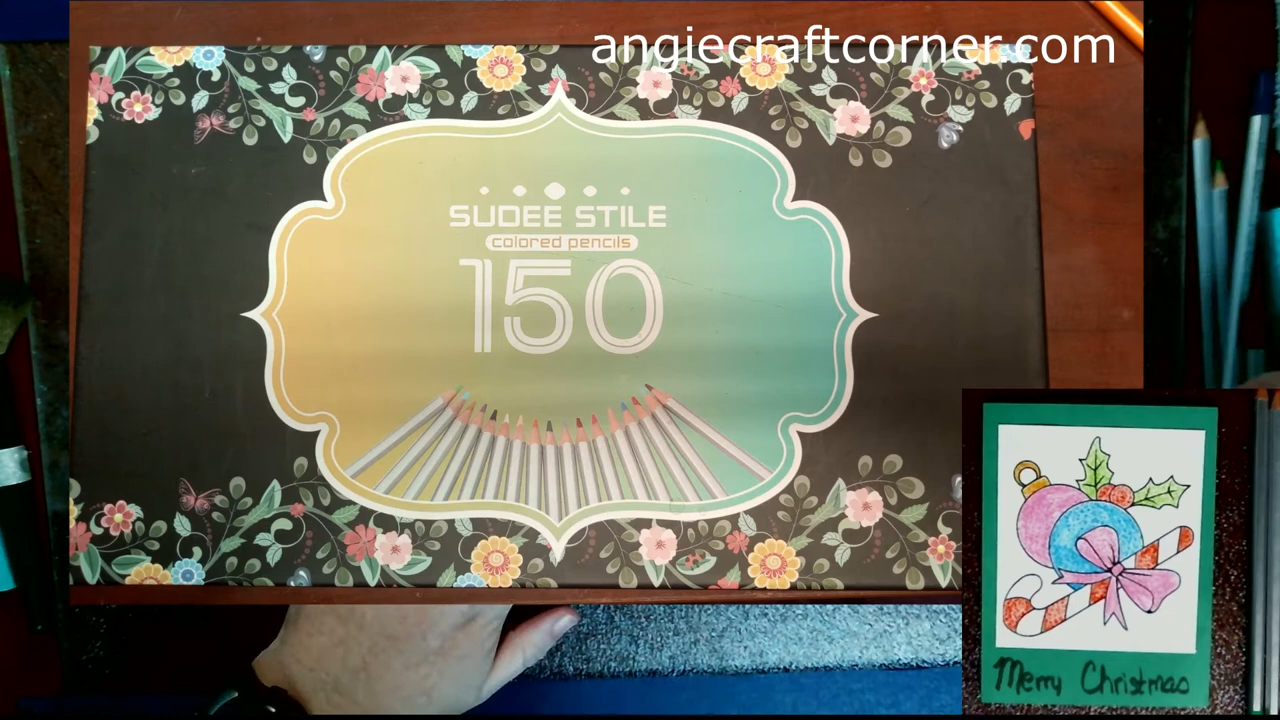 angiecraftcorner.com
SUDEE STILE
colored pencils
150
Merry Christmas